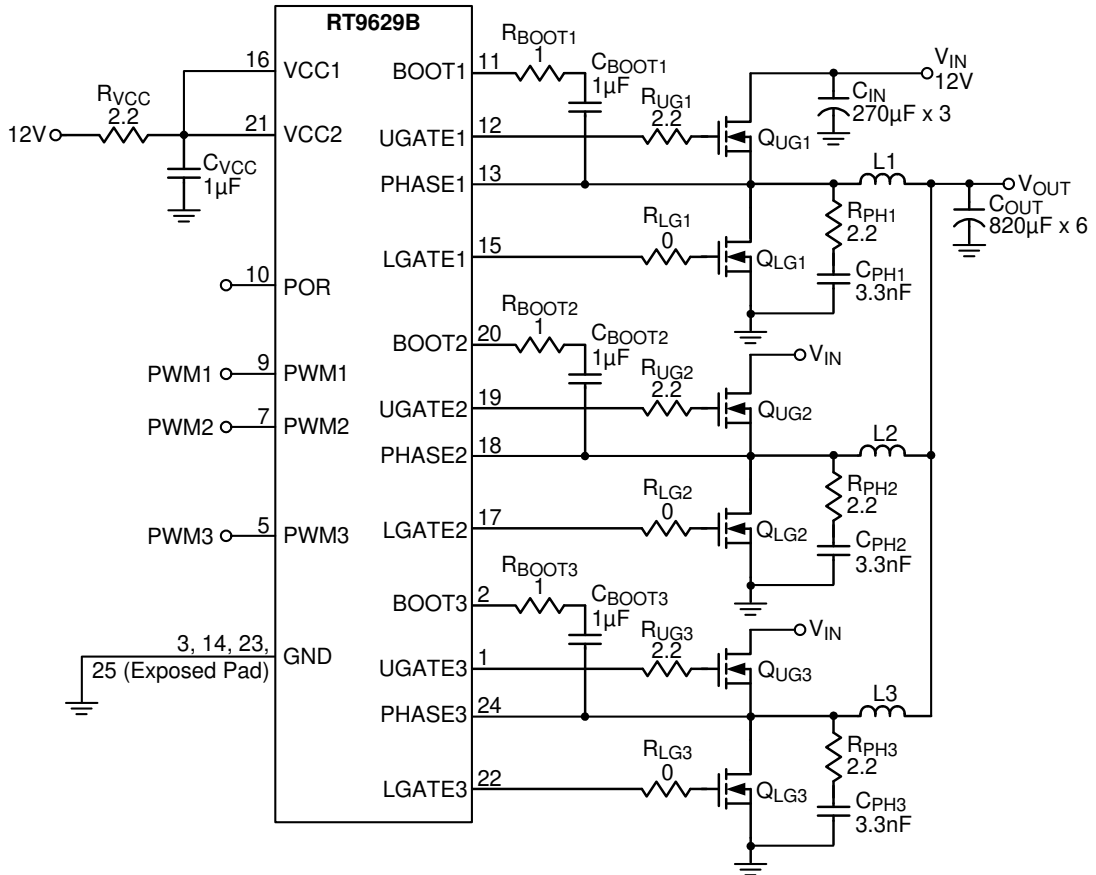 RT9629B
16
VCC1
RVCC
2.2
12V
21
VCC2
CVCC
1µF
10
POR
PWM1
9
PWM1
PWM2
7
PWM2
PWM3
5
PWM3
3, 14, 23,
25 (Exposed Pad)
GND
BOOT1
11
RBOOT1
1
CBOOT1
1µF
UGATE1
12
RUG1
2.2
QUG1
VIN
12V
CIN
270µF x 3
PHASE1
13
L1
VOUT
COUT
820µF x 6
RPH1
2.2
CPH1
3.3nF
LGATE1
15
RLG1
0
QLG1
BOOT2
20
RBOOT2
1
CBOOT2
1µF
VIN
UGATE2
19
RUG2
2.2
QUG2
PHASE2
18
L2
RPH2
2.2
CPH2
3.3nF
LGATE2
17
RLG2
0
QLG2
BOOT3
2
RBOOT3
1
CBOOT3
1µF
VIN
UGATE3
1
RUG3
2.2
QUG3
PHASE3
24
L3
RPH3
2.2
CPH3
3.3nF
LGATE3
22
RLG3
0
QLG3